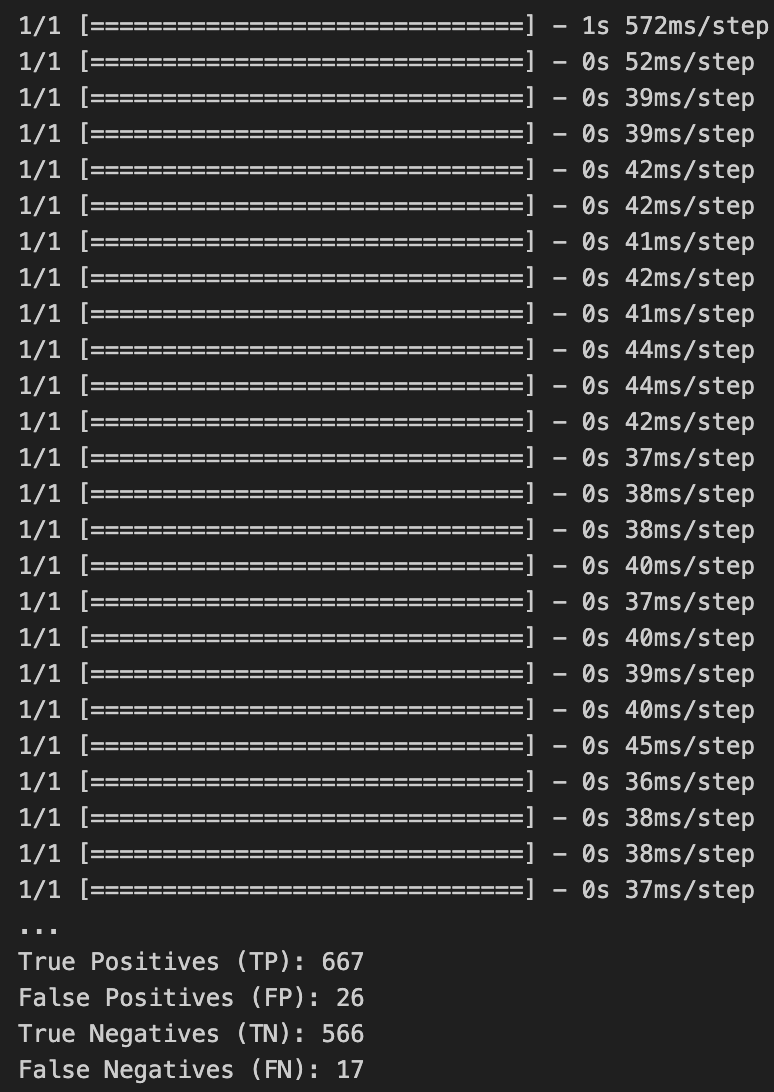 1/1 [==============================] - 1s 572ms/step
1/1 [==============================] - 0s 52ms/step
1/1 [==============================] - 0s 39ms/step
1/1 [==============================] - 0s 39ms/step
1/1 [==============================] - 0s 42ms/step
1/1 [==============================] - 0s 42ms/step
1/1 [==============================] - 0s 41ms/step
1/1 [==============================] - 0s 42ms/step
1/1 [==============================] - 0s 41ms/step
1/1 [==============================] - 0s 44ms/step
1/1 [==============================] - 0s 44ms/step
1/1 [==============================] - 0s 42ms/step
1/1 [==============================] - 0s 37ms/step
1/1 [==============================] - 0s 38ms/step
1/1 [==============================] - 0s 38ms/step
1/1 [==============================] - 0s 40ms/step
1/1 [==============================] - 0s 37ms/step
1/1 [==============================] - 0s 40ms/step
1/1 [==============================] - 0s 39ms/step
1/1 [==============================] - 0s 40ms/step
1/1 [==============================] - 0s 45ms/step
1/1 [==============================] - 0s 36ms/step
1/1 [==============================] - 0s 38ms/step
1/1 [==============================] - 0s 38ms/step
1/1 [==============================] - 0s 37ms/step
...
True Positives (TP): 667
False Positives (FP): 26
True Negatives (TN): 566
False Negatives (FN): 17